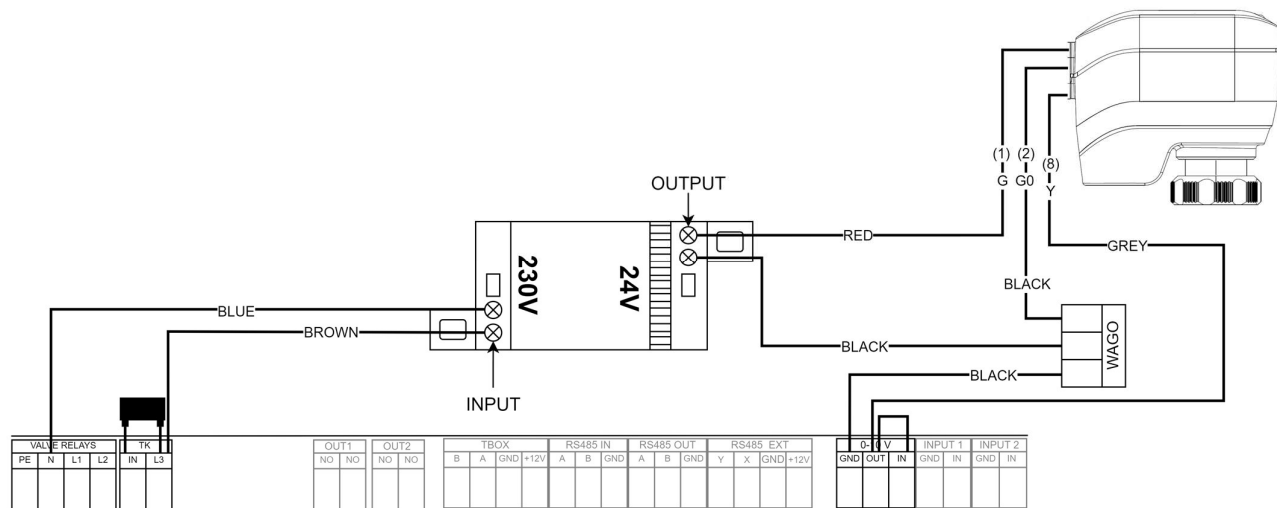 (1)
G
(2)
G0
(8)
Y
OUTPUT
RED
GREY
230V
24V
BLACK
BLUE
BROWN
BLACK
WAGO
BLACK
INPUT
VALVE RELAYS
TK
OUT1
OUT2
TBOX
RS485 IN
RS485 OUT
RS485 EXT
0-10 V
INPUT 1
INPUT 2
PE N L1 L2
IN L3
NO NO
NO NO
B A GND +12V
A B GND
A B GND
Y X GND +12V
GND OUT IN
GND IN
GND IN